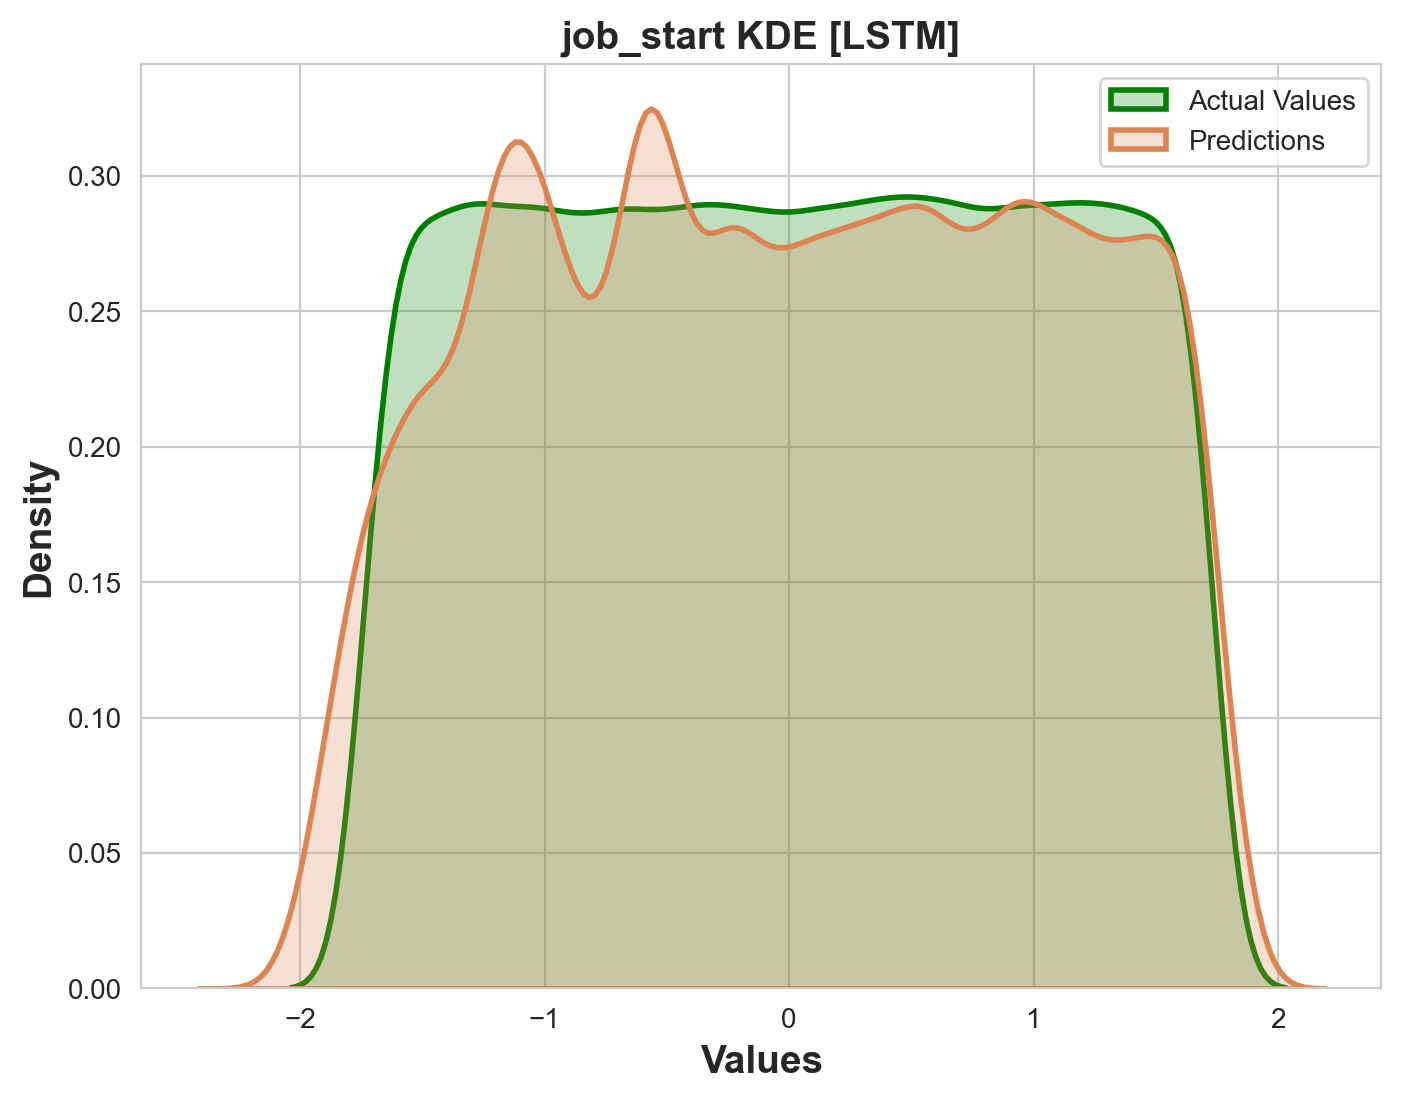 job_start KDE [LSTM]
Actual Values
Predictions
0.30
0.25
0.20
0.15
0.10
0.05
0.00
Density
−2
−1
0
1
2
Values